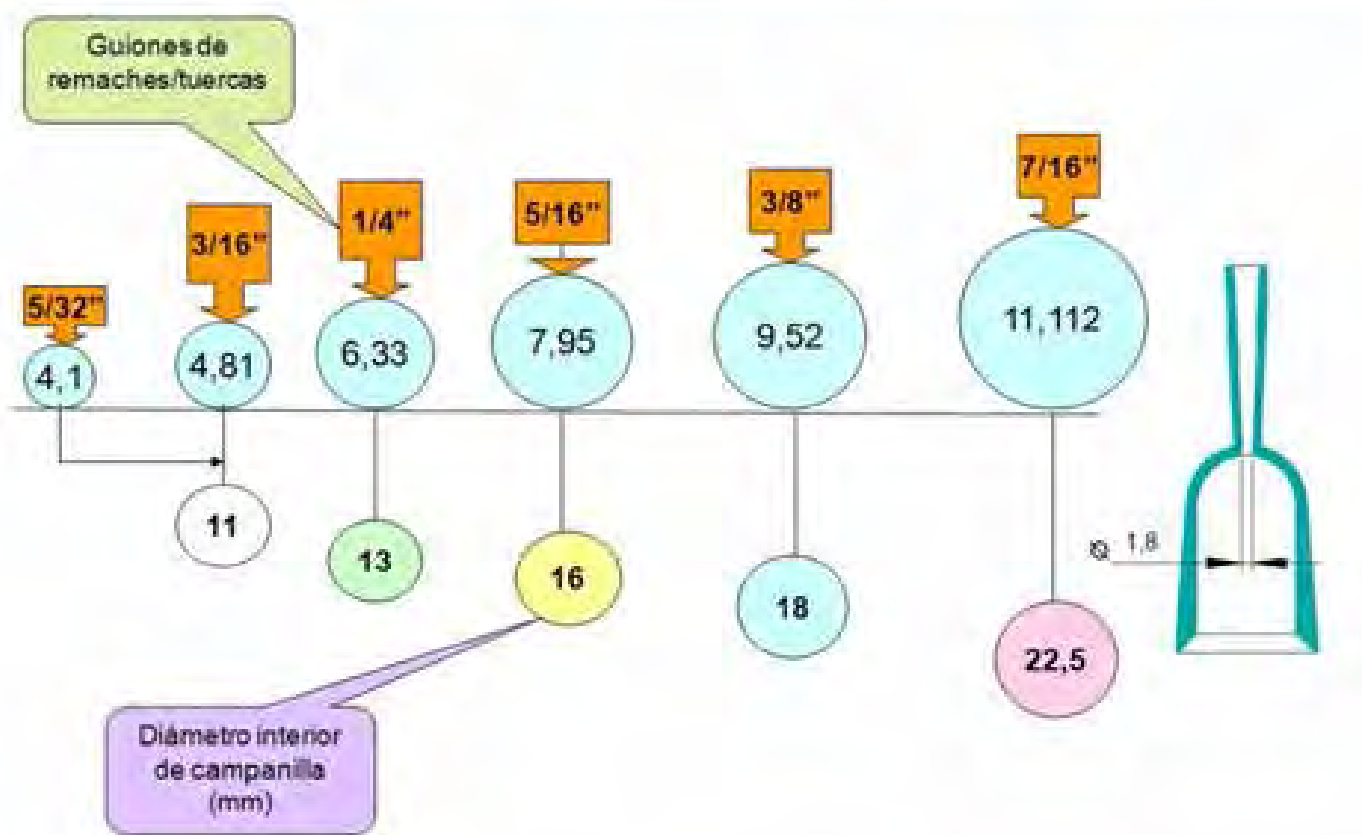 Guiones de
remaches/tuercas
5/32"
3/16"
1/4"
5/16"
3/8"
7/16"
4,1
4,81
6,33
7,95
9,52
11,112
11
13
16
18
22,5
Ø 1,8
Diámetro interior
de campanilla
(mm)